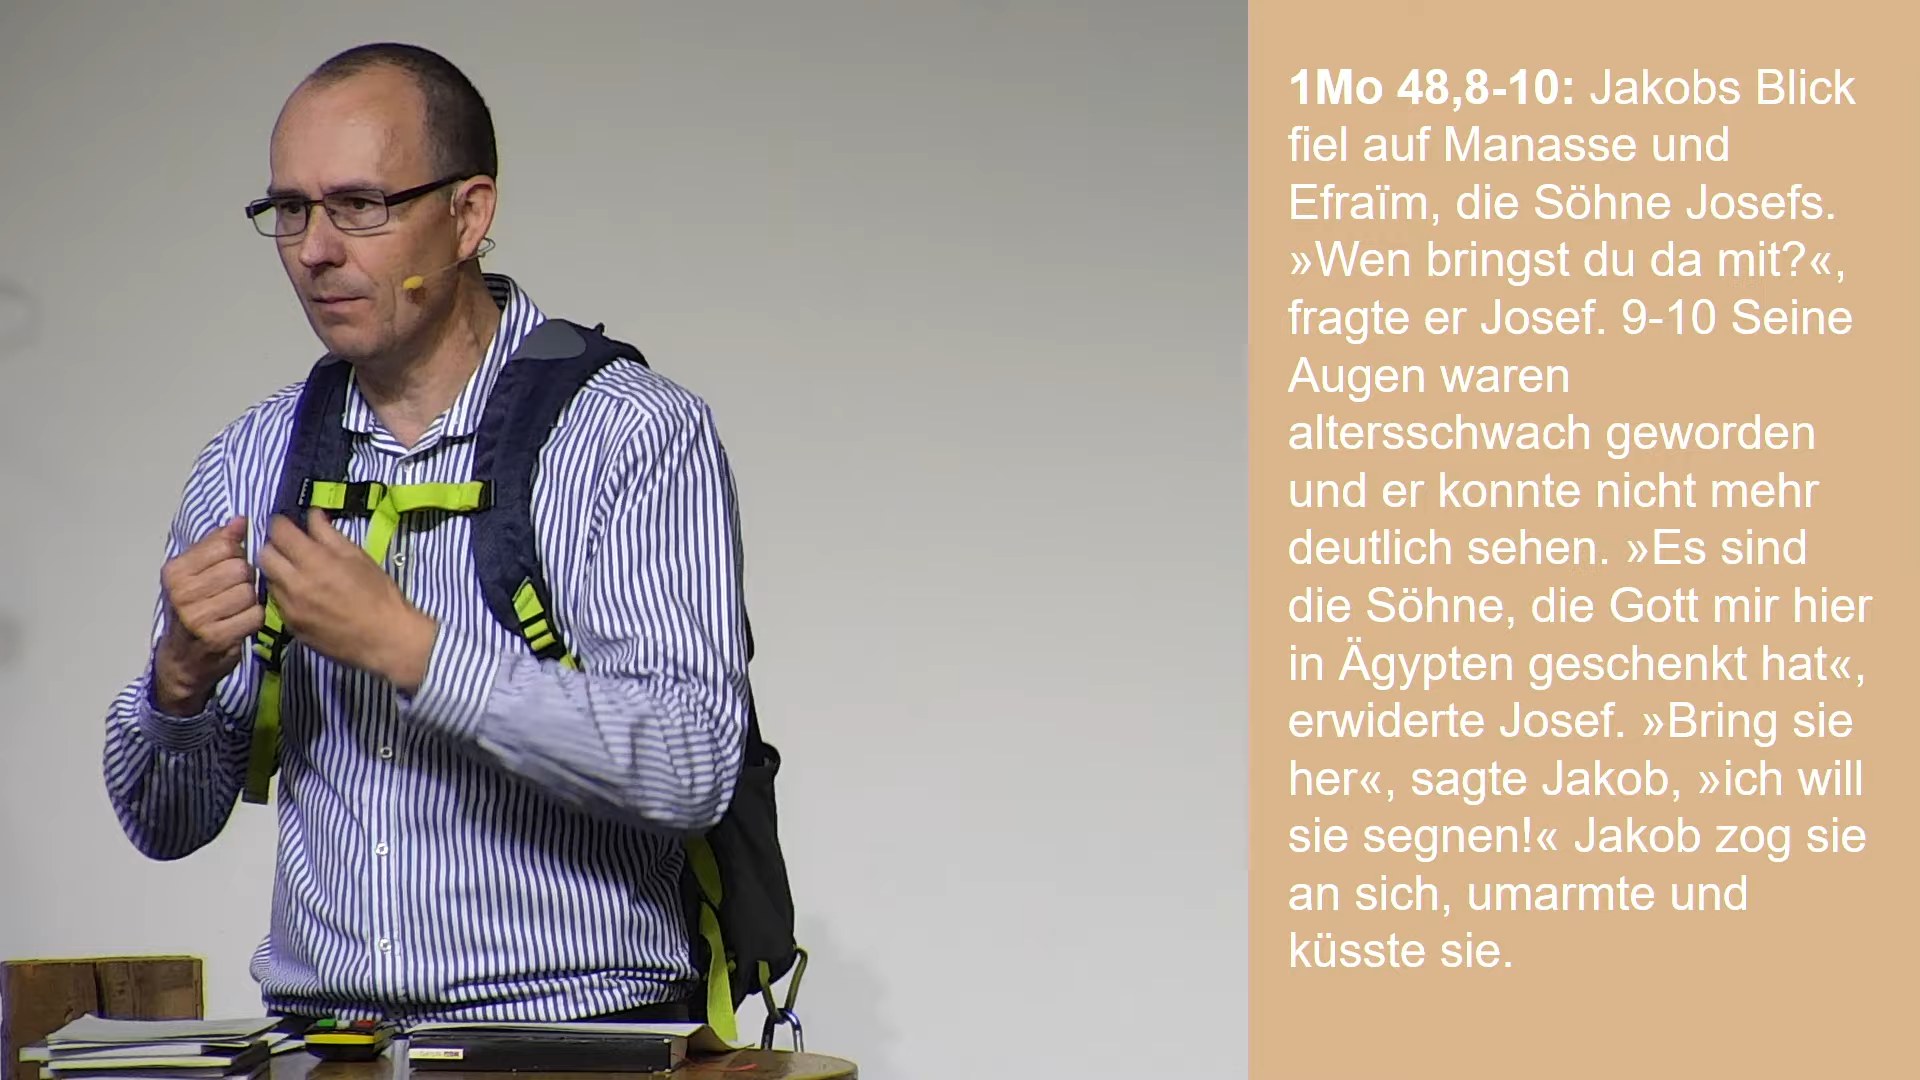 1Mo 48,8-10: Jakobs Blick
fiel auf Manasse und
Efraïm, die Söhne Josefs.
»Wen bringst du da mit?«,
fragte er Josef. 9-10 Seine
Augen waren
altersschwach geworden
und er konnte nicht mehr
deutlich sehen. »Es sind
die Söhne, die Gott mir hier
in Ägypten geschenkt hat«,
erwiderte Josef. »Bring sie
her«, sagte Jakob, »ich will
sie segnen!« Jakob zog sie
an sich, umarmte und
küsste sie.